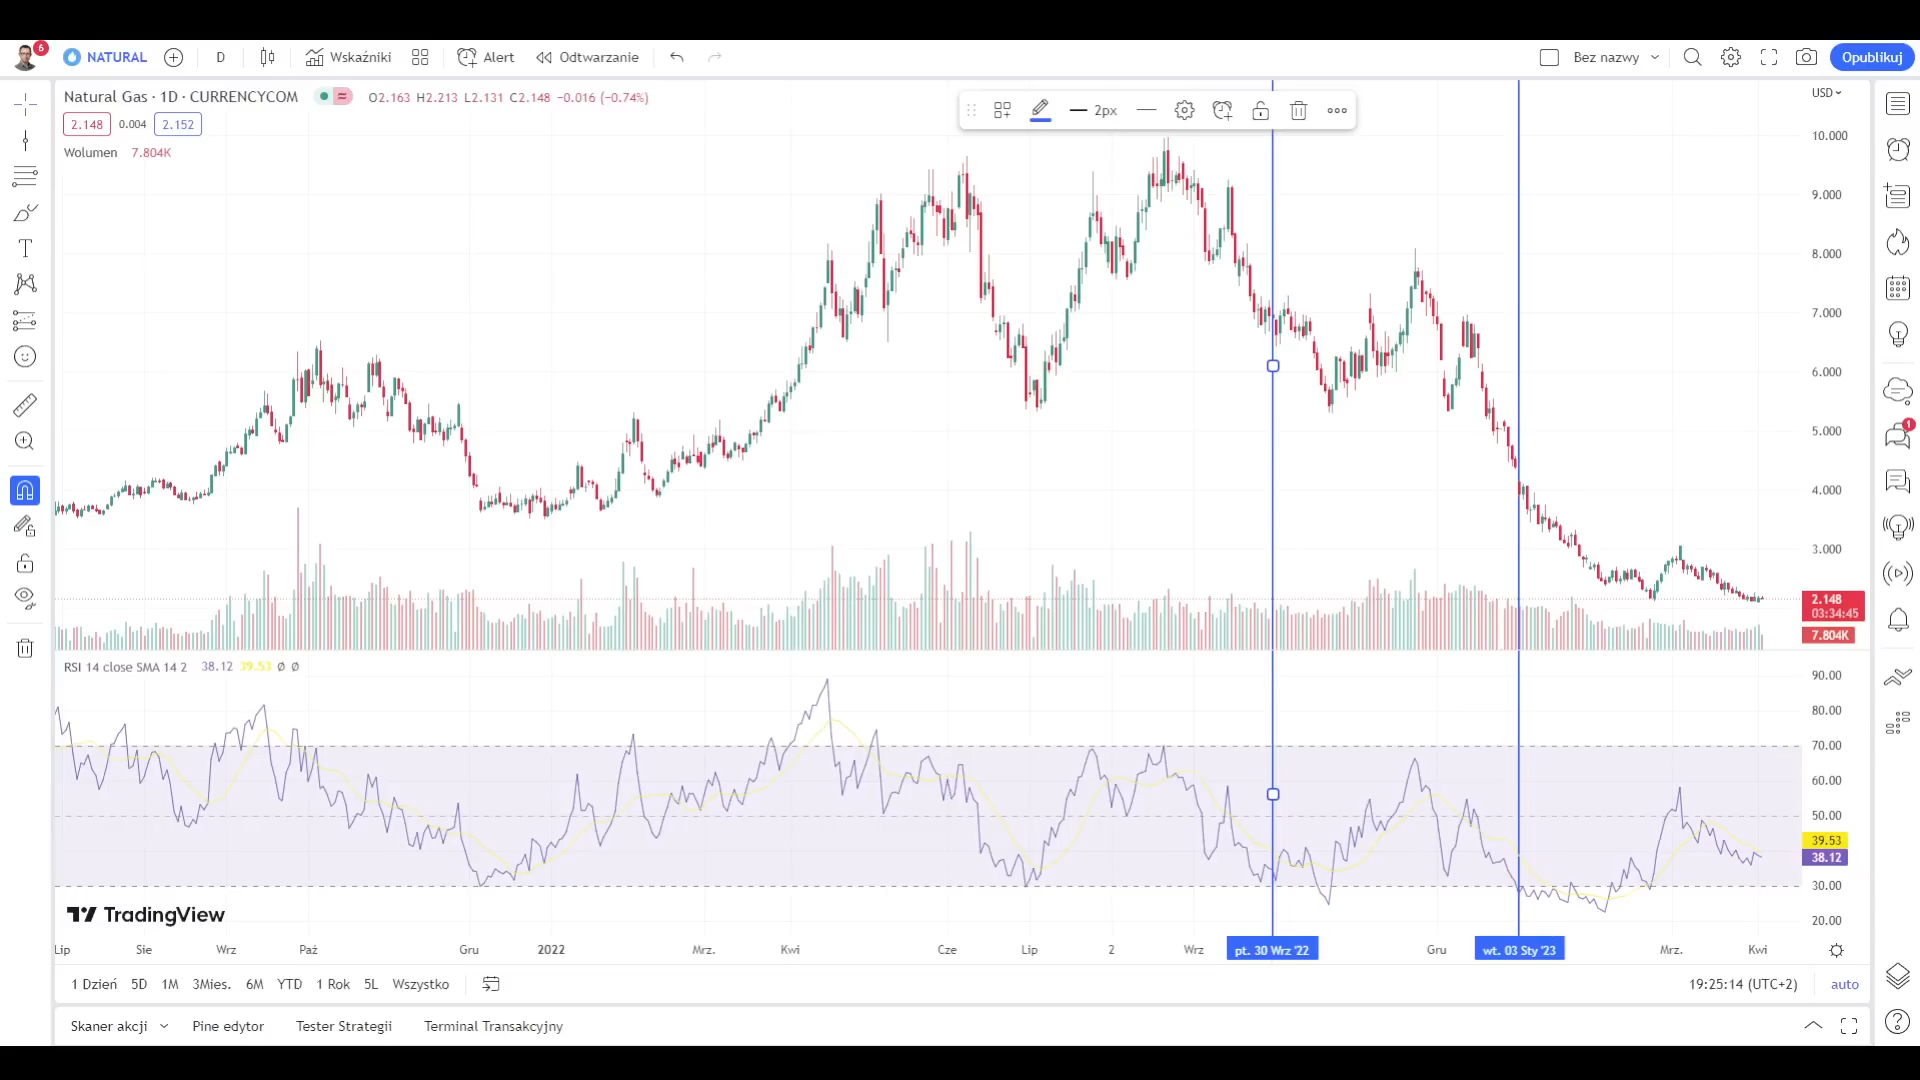 6
NATURAL
D
Wskaźniki
Alert
Odtwarzanie
Bez nazwy
Opublikuj
Natural Gas · 1D · CURRENCYCOM
O2.163 H2.213 L2.131 C2.148 −0.016 (−0.74%)
2.148 0.004 2.152
Wolumen 7.804K
2px
USD
10.000
9.000
8.000
7.000
6.000
5.000
4.000
3.000
2.148
03:34:45
7.804K
1
RSI 14 close SMA 14 2 38.12 39.53 Ø Ø
90.00
80.00
70.00
60.00
50.00
39.53
38.12
30.00
20.00
TradingView
Lip Sie Wrz Paź Gru 2022 Mrz. Kwi Cze Lip 2 Wrz pt. 30 Wrz '22 Gru wt. 03 Sty '23 Mrz. Kwi
1 Dzień 5D 1M 3Mies. 6M YTD 1 Rok 5L Wszystko
19:25:14 (UTC+2) auto
Skaner akcji Pine edytor Tester Strategii Terminal Transakcyjny